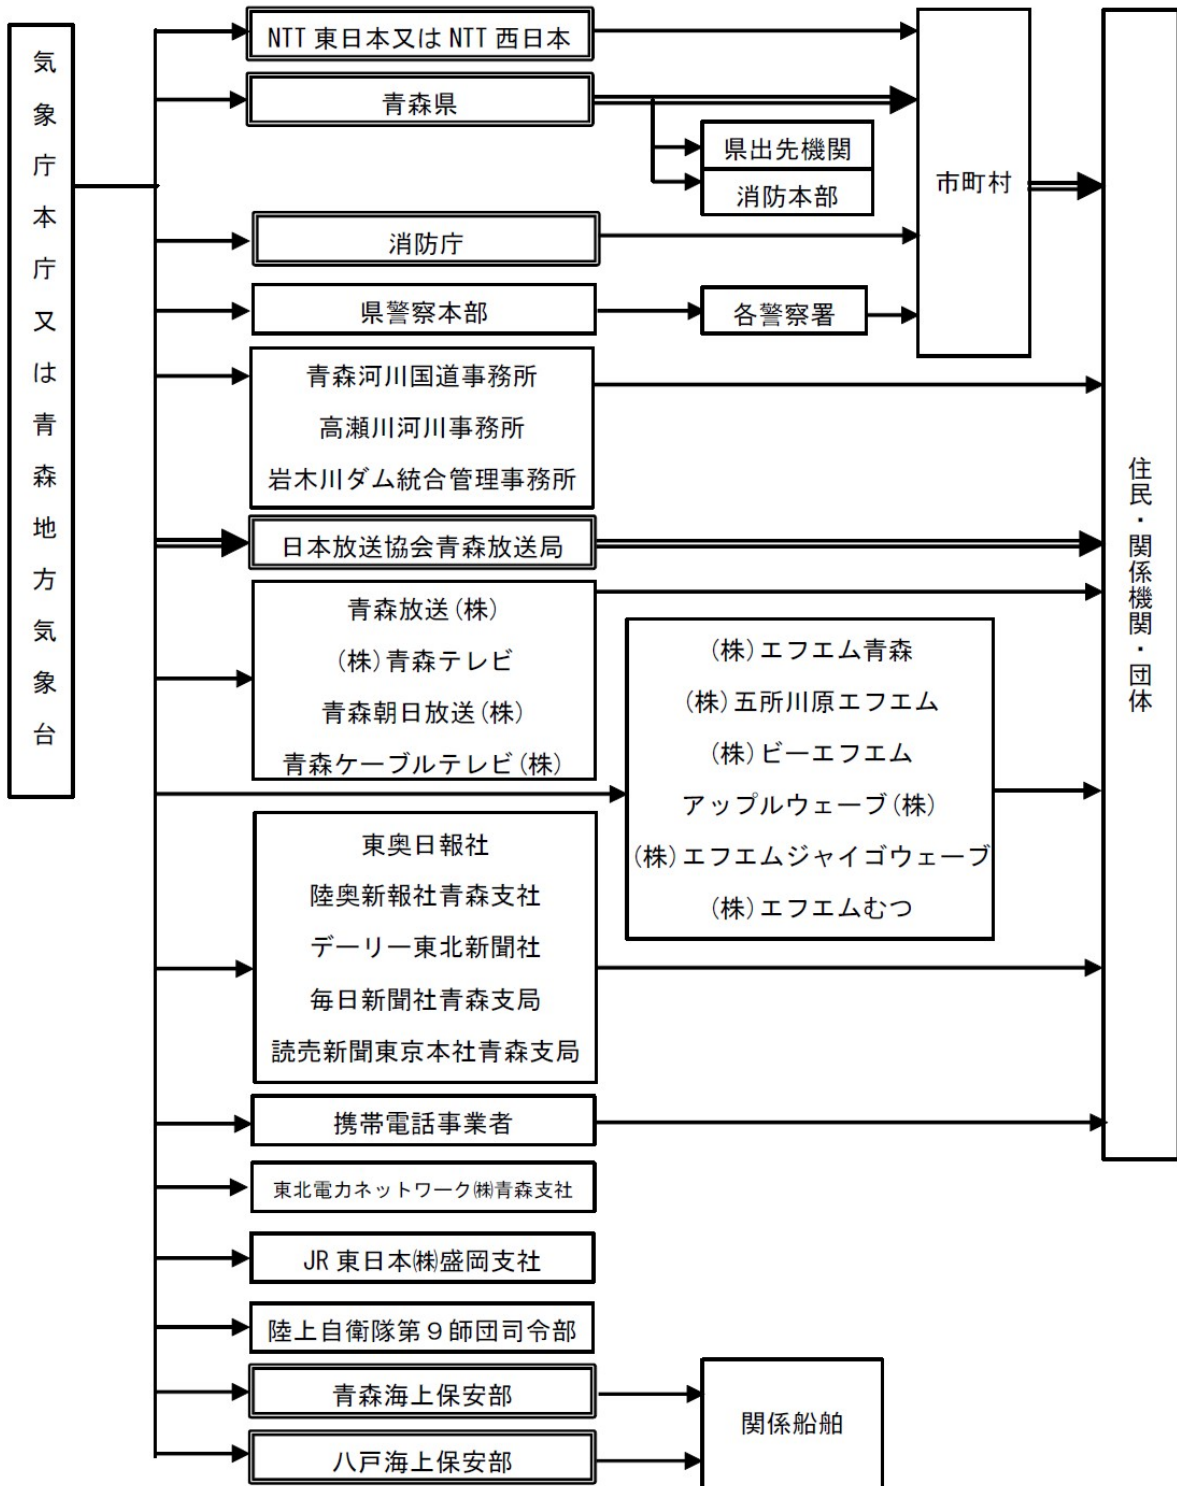 気象庁本庁又は青森地方気象台
NTT 東日本又は NTT 西日本
青森県
県出先機関
消防本部
市町村
消防庁
県警察本部
各警察署
青森河川国道事務所
高瀬川河川事務所
岩木川ダム統合管理事務所
日本放送協会青森放送局
青森放送(株)
(株)青森テレビ
青森朝日放送(株)
青森ケーブルテレビ(株)
(株)エフエム青森
(株)五所川原エフエム
(株)ビーエフエム
アップルウェーブ(株)
(株)エフエムジャイゴウェーブ
(株)エフエムむつ
東奥日報社
陸奥新報社青森支社
デーリー東北新聞社
毎日新聞社青森支局
読売新聞東京本社青森支局
携帯電話事業者
東北電力ネットワーク㈱青森支社
JR 東日本㈱盛岡支社
陸上自衛隊第９師団司令部
青森海上保安部
八戸海上保安部
関係船舶
住民・関係機関・団体